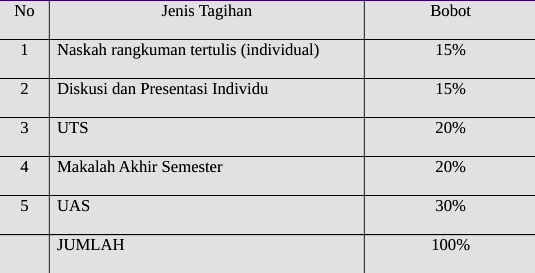 No Jenis Tagihan Bobot
1 Naskah rangkuman tertulis (individual) 15%
2 Diskusi dan Presentasi Individu 15%
3 UTS 20%
4 Makalah Akhir Semester 20%
5 UAS 30%
JUMLAH 100%